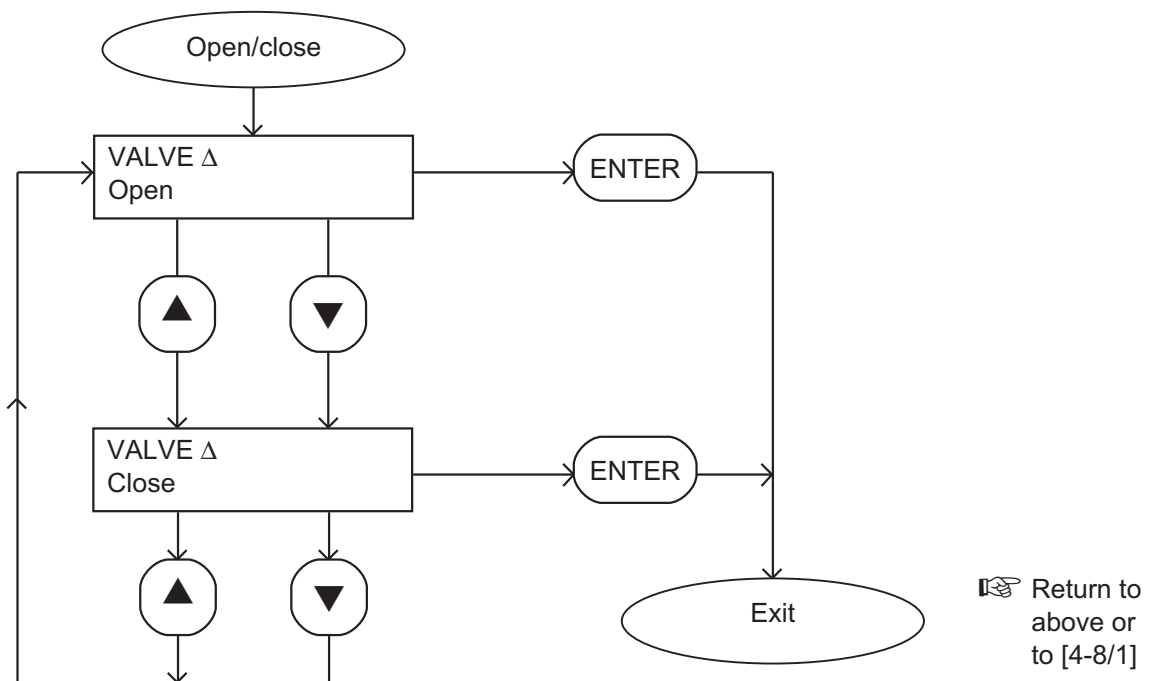 Open/close
VALVE Δ
Open
ENTER
▲
▼
VALVE Δ
Close
ENTER
▲
▼
Exit
☞ Return to
above or
to [4-8/1]